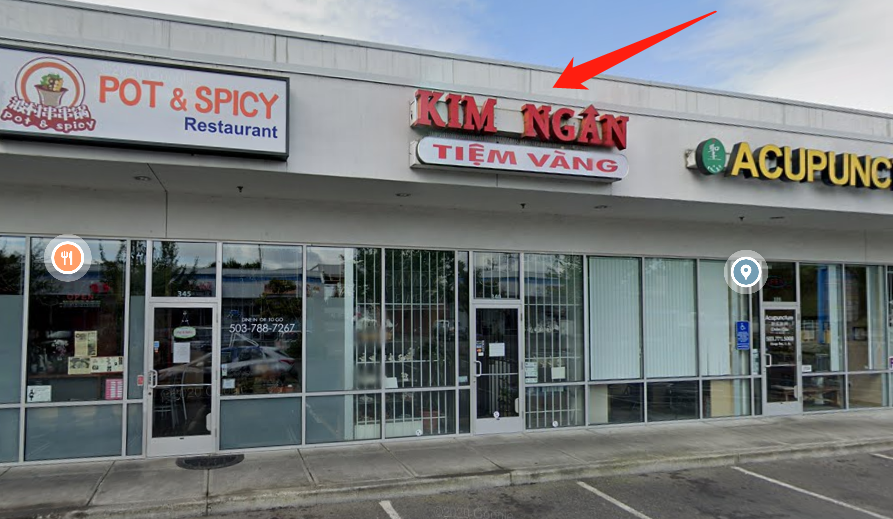 POT & SPICY
Restaurant
pot & spicy
KIM NGÂN
TIỆM VÀNG
ACUPUNC
345
DINE IN OR TO GO
503-788-7267
Acupuncture